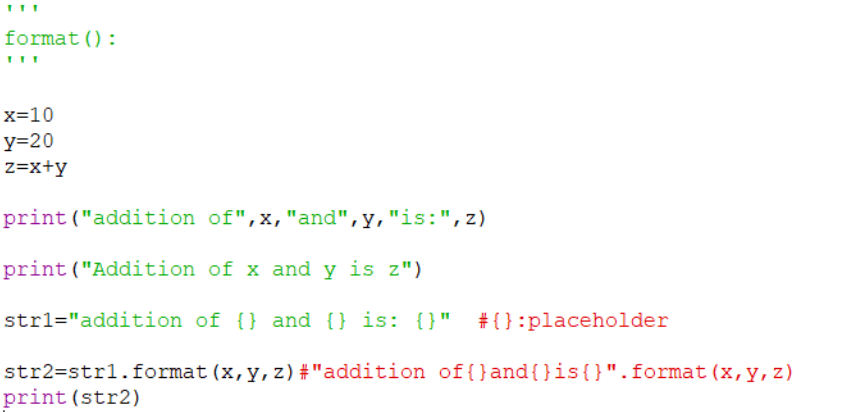 '''
format():
'''
x=10
y=20
z=x+y
print("addition of",x,"and",y,"is:",z)
print("Addition of x and y is z")
str1="addition of {} and {} is: {}"  #{}:placeholder
str2=str1.format(x,y,z)#"addition of{}and{}is{}".format(x,y,z)
print(str2)